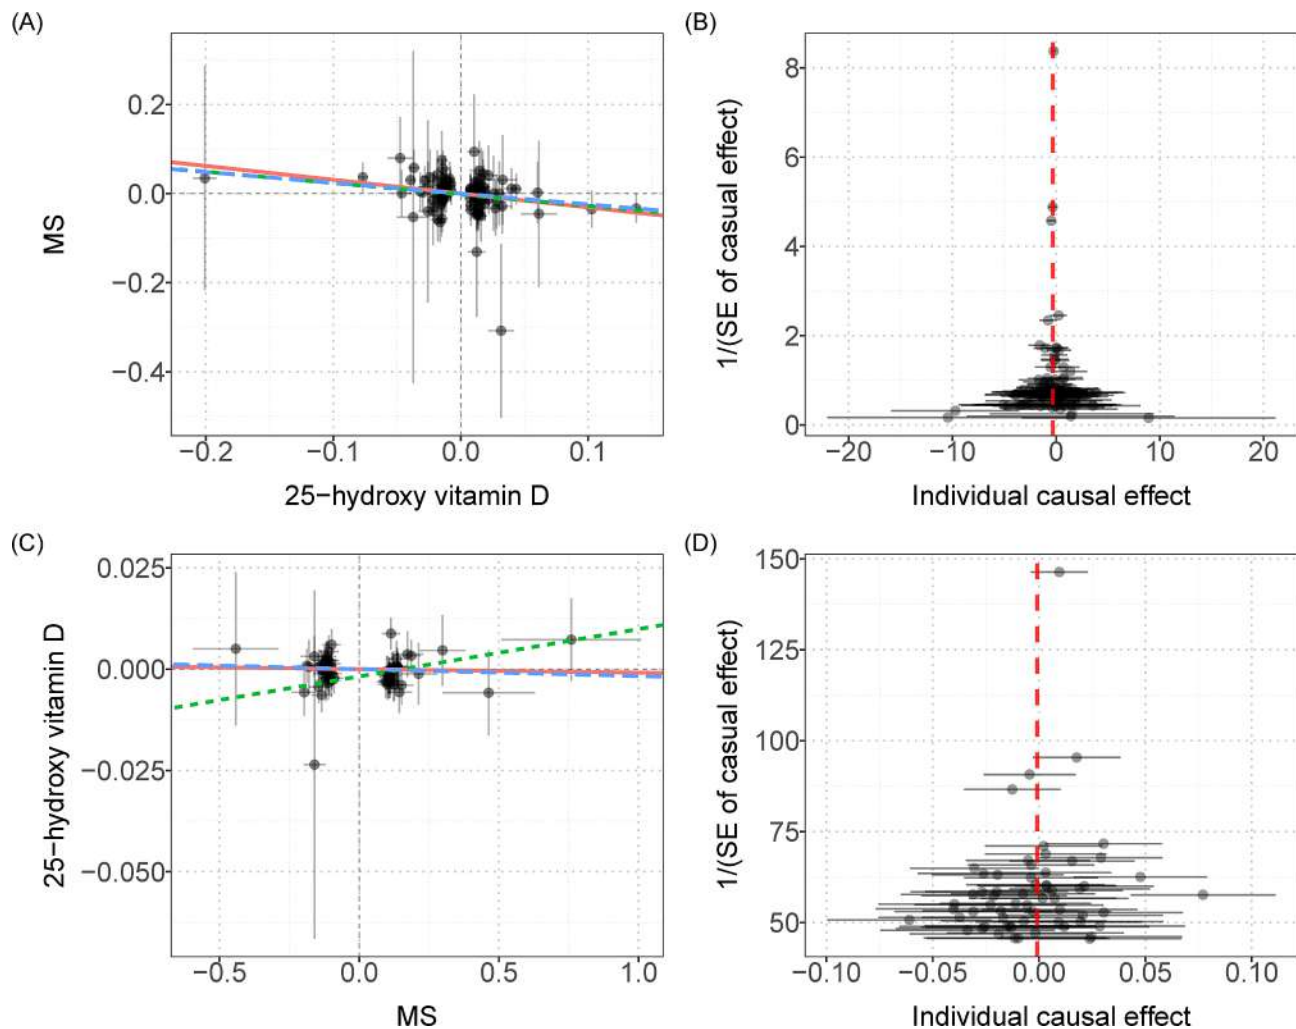 (A)
0.2
0.0
−0.2
−0.4
MS
−0.2 −0.1 0.0 0.1
25−hydroxy vitamin D
(B)
8
6
4
2
0
1/(SE of casual effect)
−20 −10 0 10 20
Individual causal effect
(C)
0.025
0.000
−0.025
−0.050
25−hydroxy vitamin D
−0.5 0.0 0.5 1.0
MS
(D)
150
125
100
75
50
1/(SE of casual effect)
−0.10 −0.05 0.00 0.05 0.10
Individual causal effect